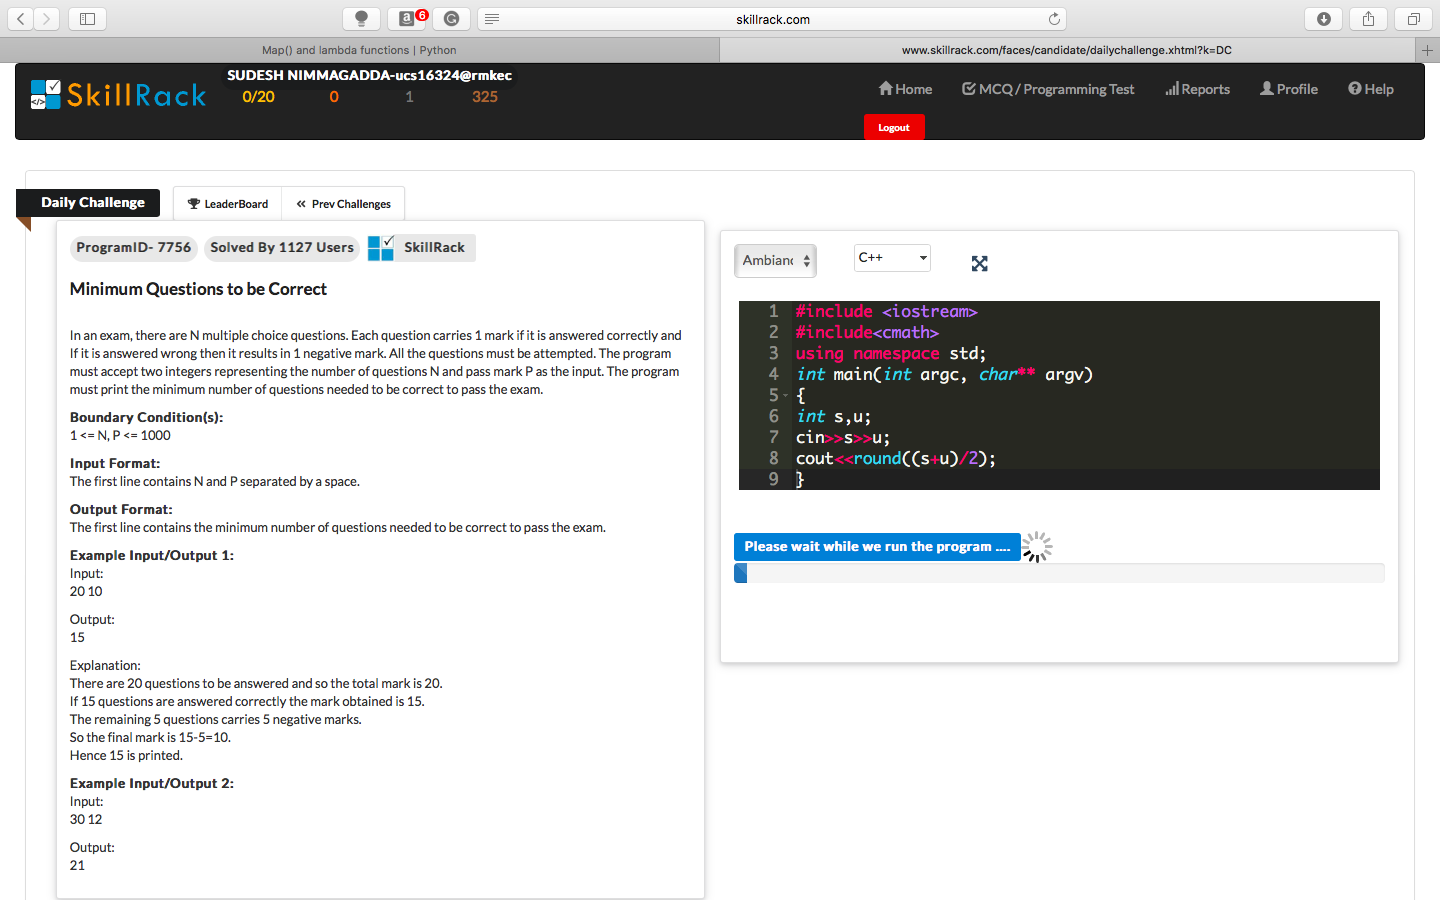 skillrack.com
6
Map() and lambda functions | Python
www.skillrack.com/faces/candidate/dailychallenge.xhtml?k=DC
SkillRack
SUDESH NIMMAGADDA-ucs16324@rmkec
0/20 0 1 325
Home MCQ / Programming Test Reports Profile Help
Logout
Daily Challenge
LeaderBoard
Prev Challenges
ProgramID- 7756 Solved By 1127 Users SkillRack
Minimum Questions to be Correct
In an exam, there are N multiple choice questions. Each question carries 1 mark if it is answered correctly and
If it is answered wrong then it results in 1 negative mark. All the questions must be attempted. The program
must accept two integers representing the number of questions N and pass mark P as the input. The program
must print the minimum number of questions needed to be correct to pass the exam.
Boundary Condition(s):
1 <= N, P <= 1000
Input Format:
The first line contains N and P separated by a space.
Output Format:
The first line contains the minimum number of questions needed to be correct to pass the exam.
Example Input/Output 1:
Input:
20 10
Output:
15
Explanation:
There are 20 questions to be answered and so the total mark is 20.
If 15 questions are answered correctly the mark obtained is 15.
The remaining 5 questions carries 5 negative marks.
So the final mark is 15-5=10.
Hence 15 is printed.
Example Input/Output 2:
Input:
30 12
Output:
21
Ambianc
C++
1 #include <iostream>
2 #include<cmath>
3 using namespace std;
4 int main(int argc, char** argv)
5 {
6 int s,u;
7 cin>>s>>u;
8 cout<<round((s+u)/2);
9 }
Please wait while we run the program ....